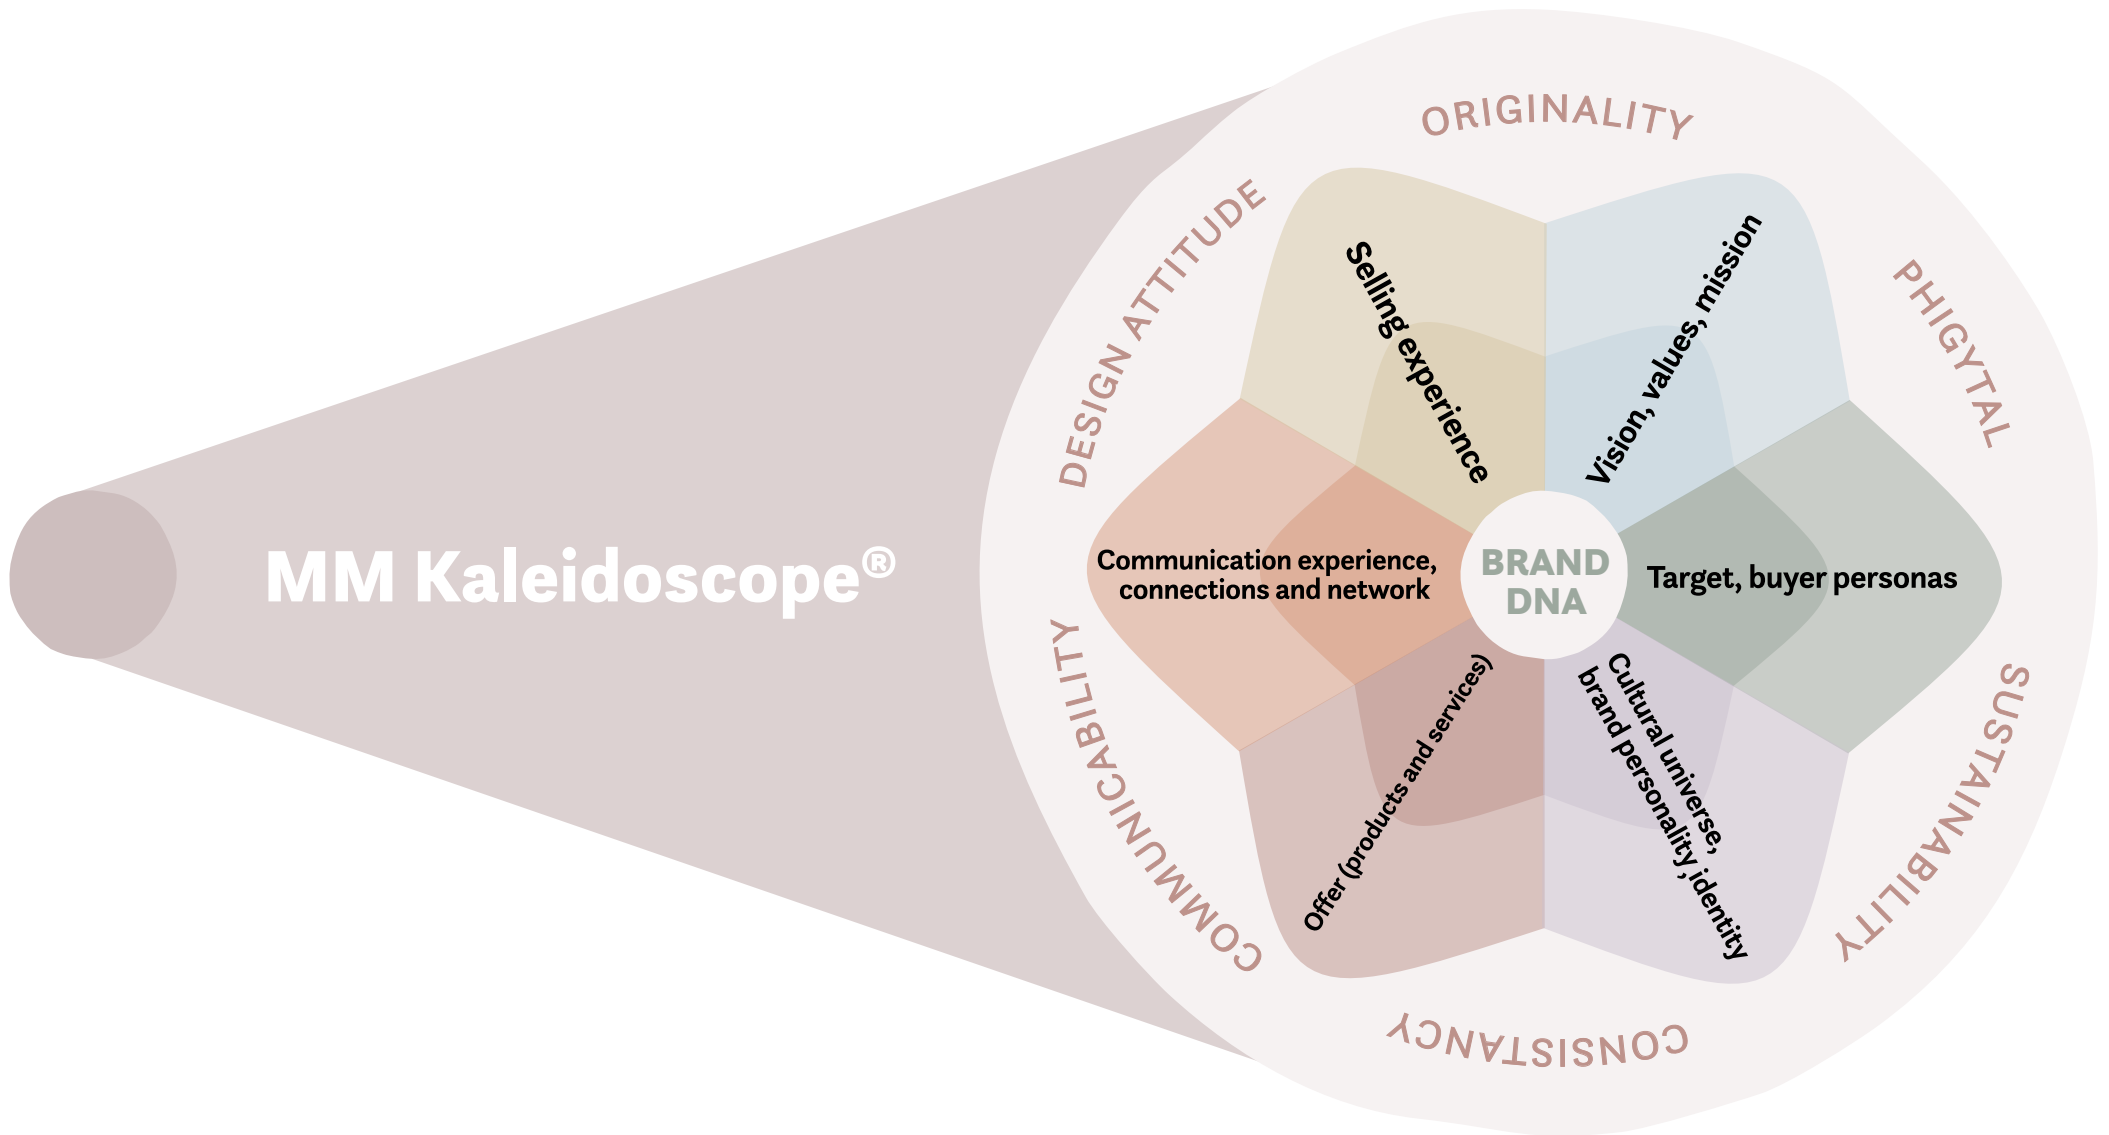 MM Kaleidoscope®
ORIGINALITY
PHIGYTAL
SUSTAINABILITY
CONSISTANCY
COMMUNICABILITY
DESIGN ATTITUDE
BRAND
DNA
Vision, values, mission
Target, buyer personas
Cultural universe,
brand personality, identity
Offer (products and services)
Communication experience,
connections and network
Selling experience